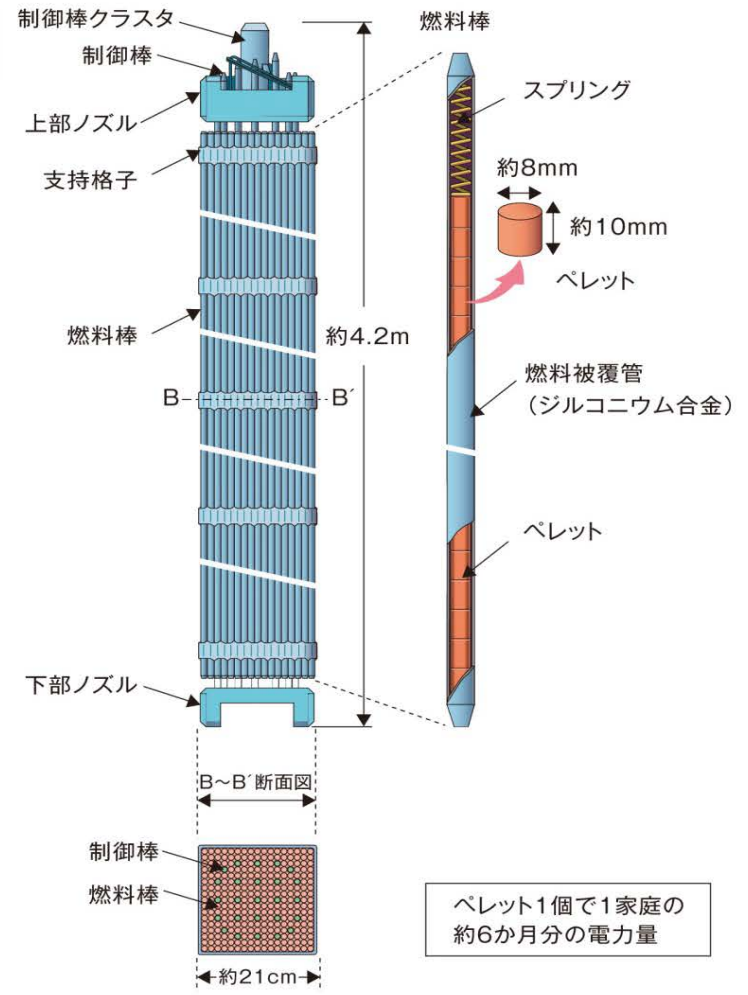 制御棒クラスタ
制御棒
上部ノズル
支持格子
燃料棒
B
B´
約4.2m
下部ノズル
燃料棒
スプリング
約8mm
約10mm
ペレット
燃料被覆管
（ジルコニウム合金）
ペレット
B～B´断面図
制御棒
燃料棒
約21cm
ペレット1個で1家庭の
約6か月分の電力量